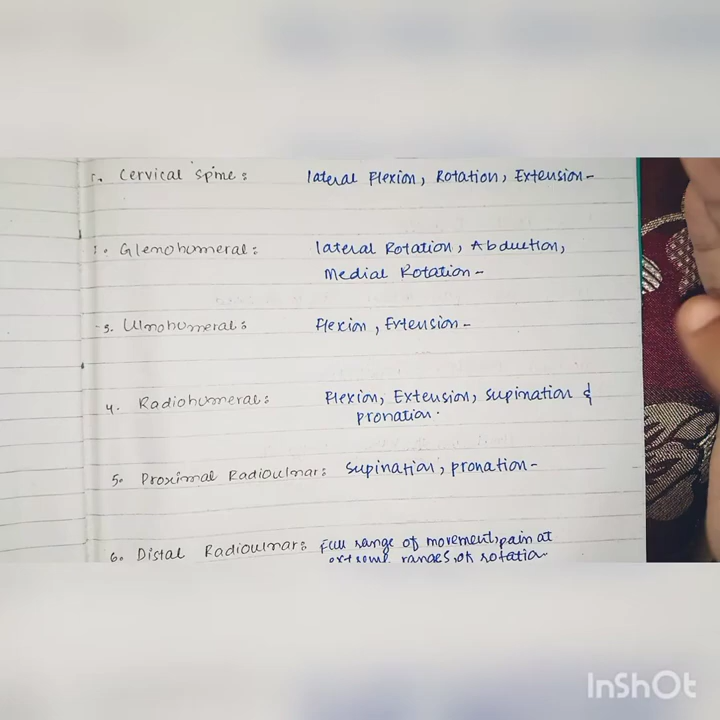 1. Cervical Spine: lateral Flexion, Rotation, Extension -
1. Glenohumeral: lateral Rotation, Abduction,
Medial Rotation -
3. Ulnohumeral: Flexion, Extension -
4. Radiohumeral: Flexion, Extension, Supination &
pronation.
5. Proximal Radioulnar: Supination, pronation -
6. Distal Radioulnar: Full range of movement, pain at
extreme ranges of rotation
InShOt